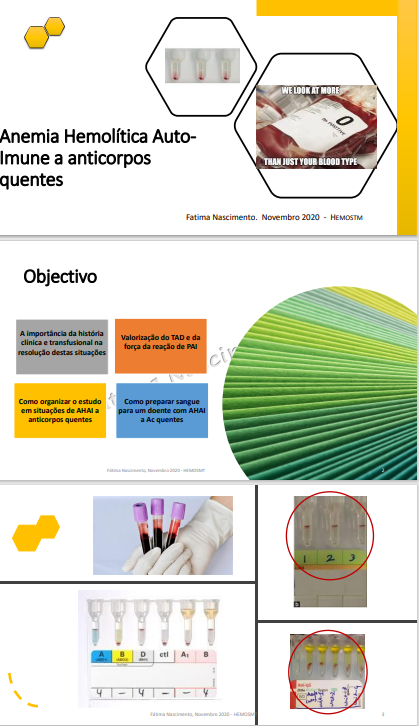 WE LOOK AT MORE
O
THAN JUST YOUR BLOOD TYPE
Anemia Hemolítica Auto-
Imune a anticorpos
quentes
Fatima Nascimento. Novembro 2020 - HEMOSTM
Objectivo
A importância da história
clínica e transfusional na
resolução destas situações
Valorização do TAD e da
força da reação de PAI
Como organizar o estudo
em situações de AHAI a
anticorpos quentes
Como preparar sangue
para um doente com AHAI
a Ac quentes
Fátima Nascimento, Novembro 2020 - HEMOSMT
2
1 2 3
A B D ctl A₁ B
4 - 4 - - 4
Fátima Nascimento, Novembro 2020 - HEMOSM
3